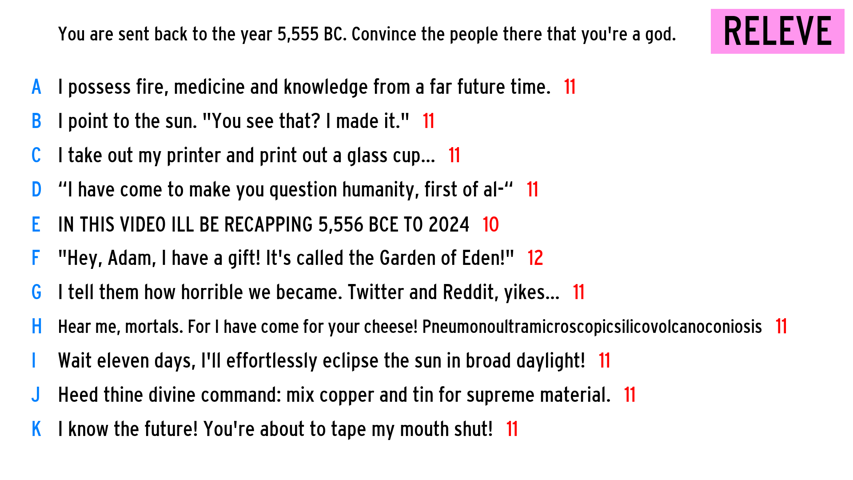 You are sent back to the year 5,555 BC. Convince the people there that you're a god.
RELEVE
A I possess fire, medicine and knowledge from a far future time. 11
B I point to the sun. "You see that? I made it." 11
C I take out my printer and print out a glass cup... 11
D “I have come to make you question humanity, first of al-“ 11
E IN THIS VIDEO ILL BE RECAPPING 5,556 BCE TO 2024 10
F "Hey, Adam, I have a gift! It's called the Garden of Eden!" 12
G I tell them how horrible we became. Twitter and Reddit, yikes... 11
H Hear me, mortals. For I have come for your cheese! Pneumonoultramicroscopicsilicovolcanoconiosis 11
I Wait eleven days, I'll effortlessly eclipse the sun in broad daylight! 11
J Heed thine divine command: mix copper and tin for supreme material. 11
K I know the future! You're about to tape my mouth shut! 11